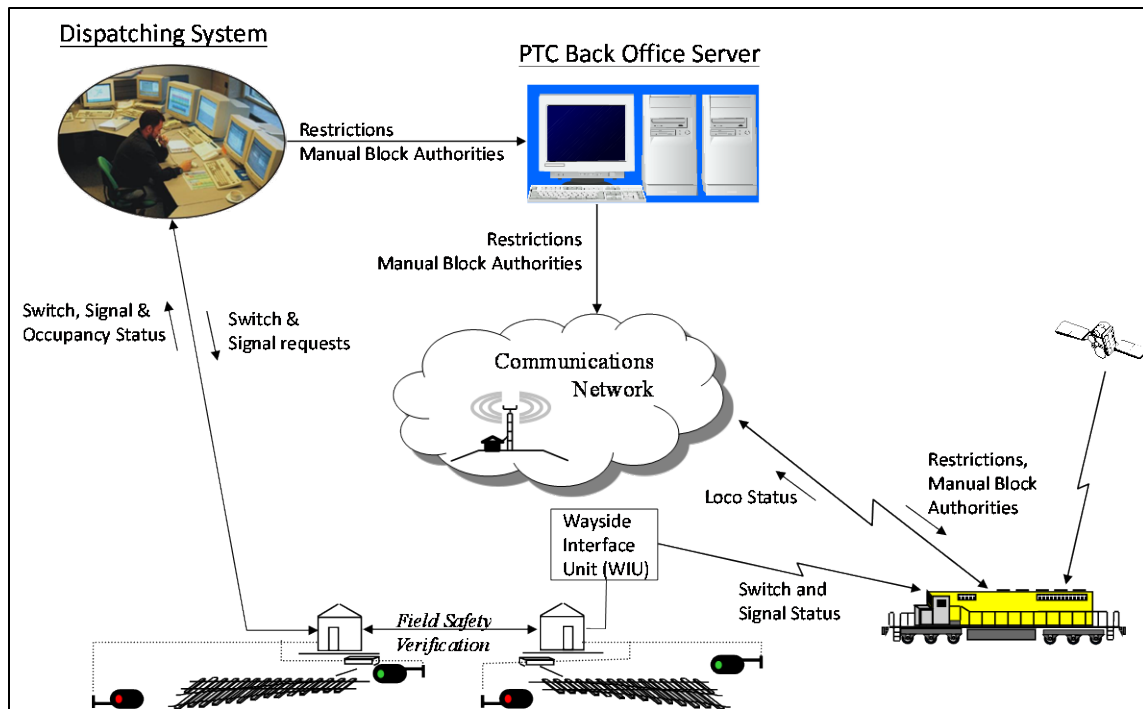 Dispatching System
PTC Back Office Server
Restrictions
Manual Block Authorities
Restrictions
Manual Block Authorities
Switch, Signal &
Occupancy Status
Switch &
Signal requests
Communications
Network
Loco Status
Restrictions,
Manual Block
Authorities
Wayside
Interface
Unit (WIU)
Switch and
Signal Status
Field Safety
Verification